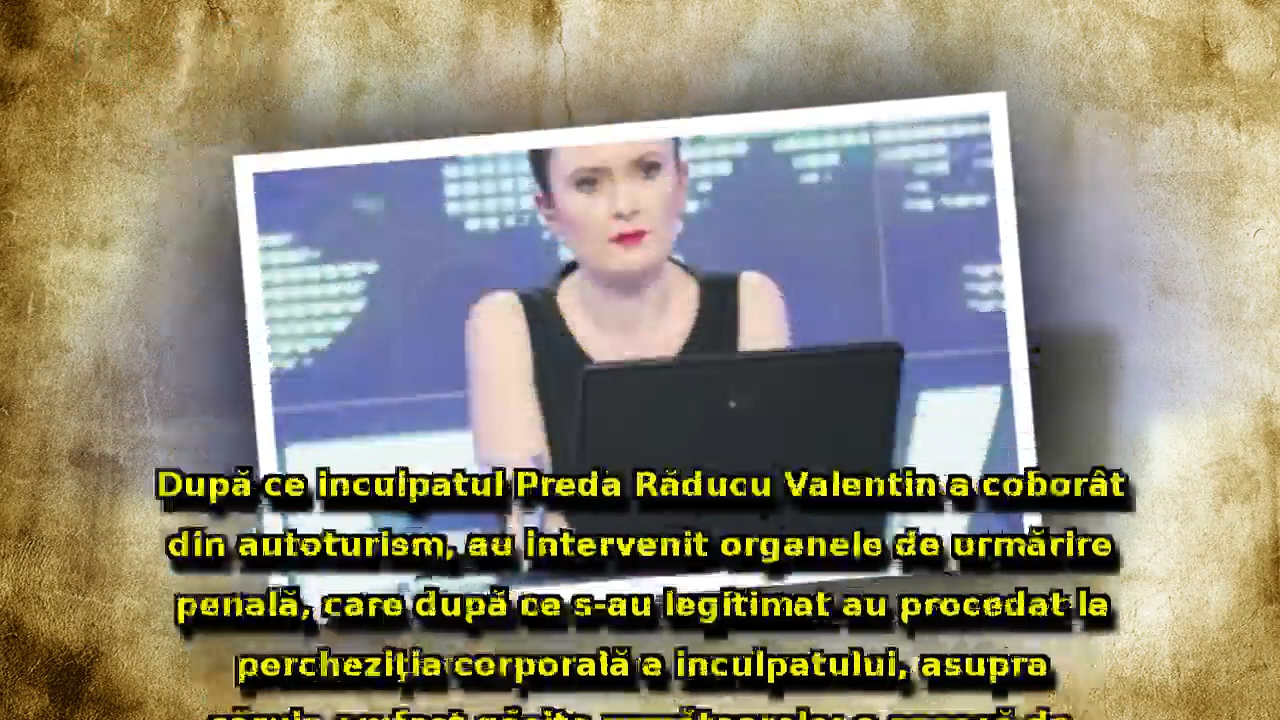 După ce inculpatul Preda Răducu Valentin a coborât
din autoturism, au intervenit organele de urmărire
penală, care după ce s-au legitimat au procedat la
percheziţia corporală a inculpatului, asupra